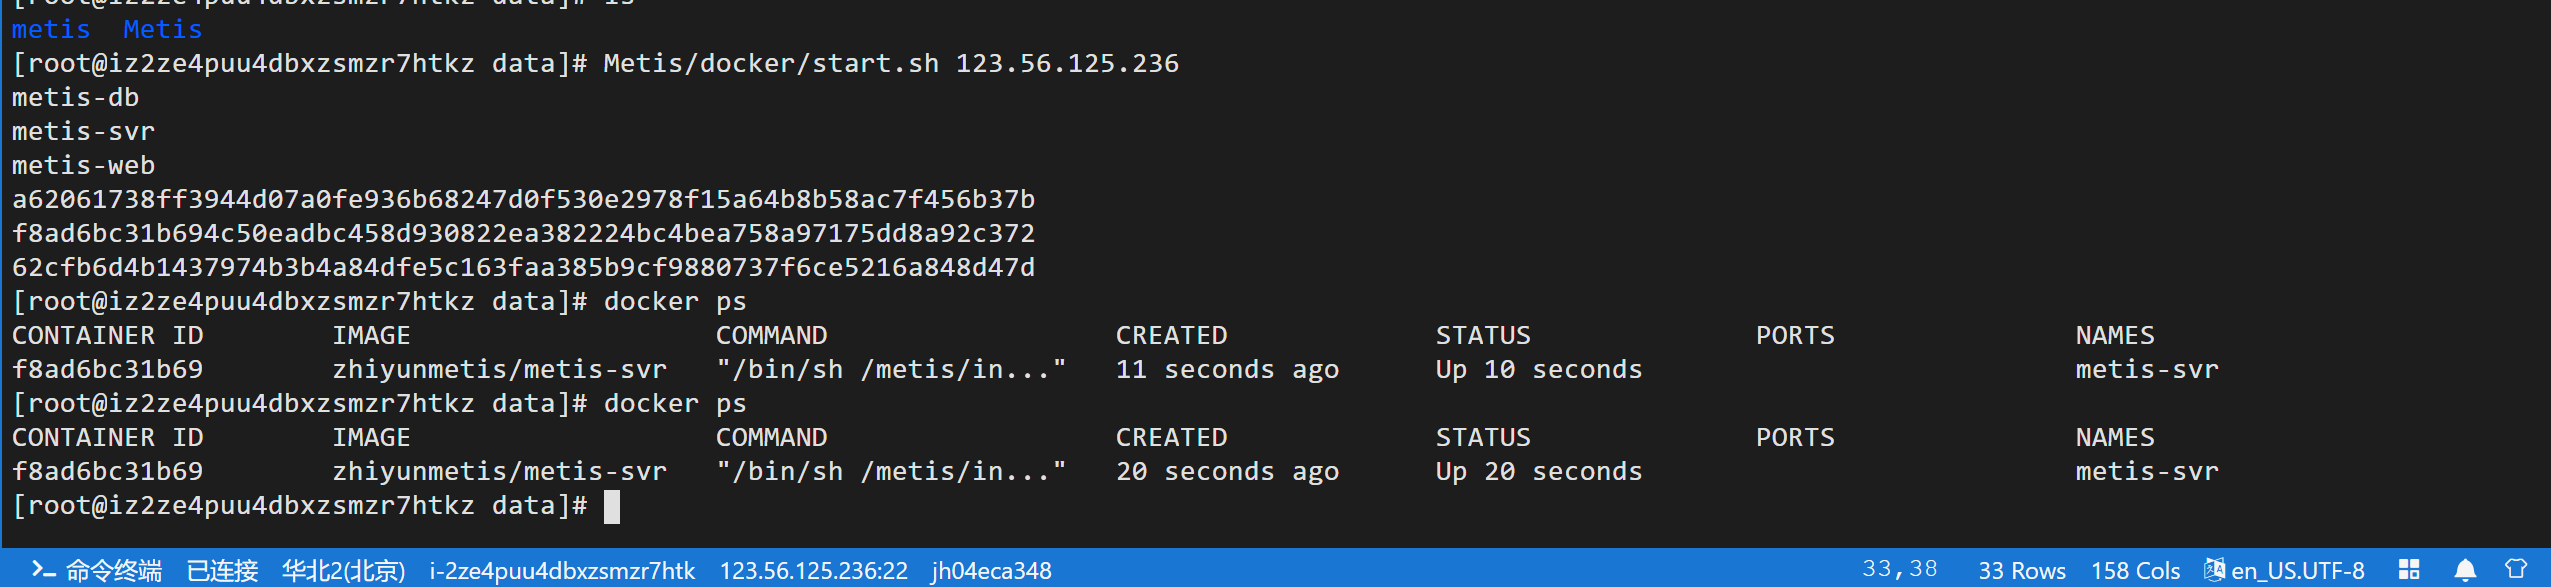 [root@iz2ze4puu4dbxzsmzr7htkz data]# ls
metis  Metis
[root@iz2ze4puu4dbxzsmzr7htkz data]# Metis/docker/start.sh 123.56.125.236
metis-db
metis-svr
metis-web
a62061738ff3944d07a0fe936b68247d0f530e2978f15a64b8b58ac7f456b37b
f8ad6bc31b694c50eadbc458d930822ea382224bc4bea758a97175dd8a92c372
62cfb6d4b1437974b3b4a84dfe5c163faa385b9cf9880737f6ce5216a848d47d
[root@iz2ze4puu4dbxzsmzr7htkz data]# docker ps
CONTAINER ID        IMAGE                   COMMAND                  CREATED             STATUS              PORTS               NAMES
f8ad6bc31b69        zhiyunmetis/metis-svr   "/bin/sh /metis/in..."   11 seconds ago      Up 10 seconds                           metis-svr
[root@iz2ze4puu4dbxzsmzr7htkz data]# docker ps
CONTAINER ID        IMAGE                   COMMAND                  CREATED             STATUS              PORTS               NAMES
f8ad6bc31b69        zhiyunmetis/metis-svr   "/bin/sh /metis/in..."   20 seconds ago      Up 20 seconds                           metis-svr
[root@iz2ze4puu4dbxzsmzr7htkz data]#
命令终端 已连接 华北2(北京) i-2ze4puu4dbxzsmzr7htk 123.56.125.236:22 jh04eca348 33,38 33 Rows 158 Cols en_US.UTF-8